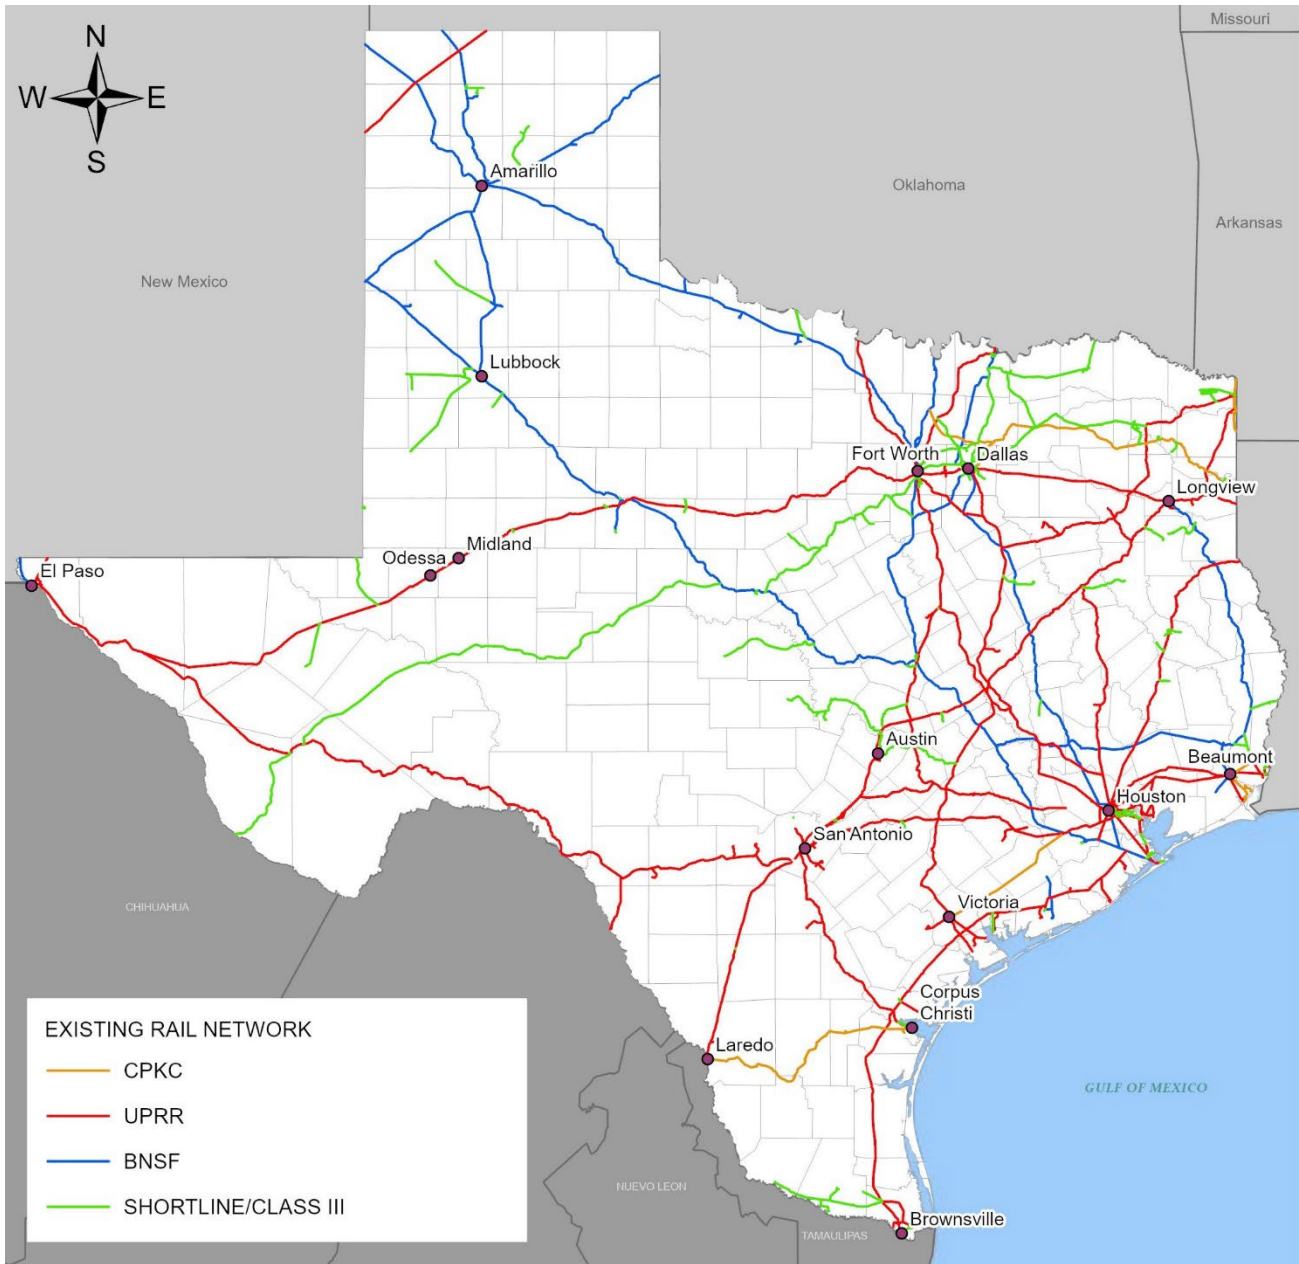 Missouri
N
W
E
S
Amarillo
Oklahoma
Arkansas
New Mexico
Lubbock
Fort Worth
Dallas
Longview
Midland
Odessa
El Paso
Austin
Beaumont
Houston
San Antonio
Victoria
CHIHUAHUA
Corpus
Christi
Laredo
GULF OF MEXICO
NUEVO LEON
Brownsville
TAMAULIPAS
EXISTING RAIL NETWORK
CPKC
UPRR
BNSF
SHORTLINE/CLASS III